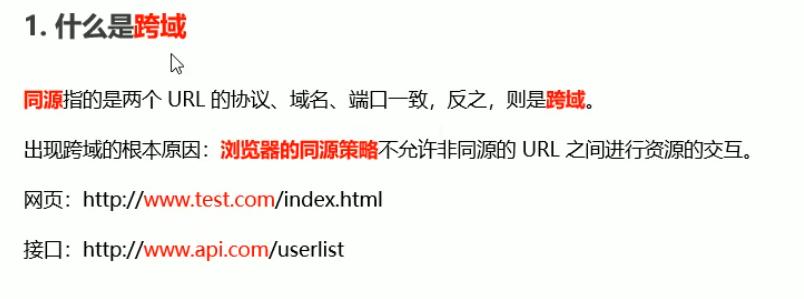 1. 什么是跨域
同源指的是两个 URL 的协议、域名、端口一致，反之，则是跨域。
出现跨域的根本原因：浏览器的同源策略不允许非同源的 URL 之间进行资源的交互。
网页：http://www.test.com/index.html
接口：http://www.api.com/userlist